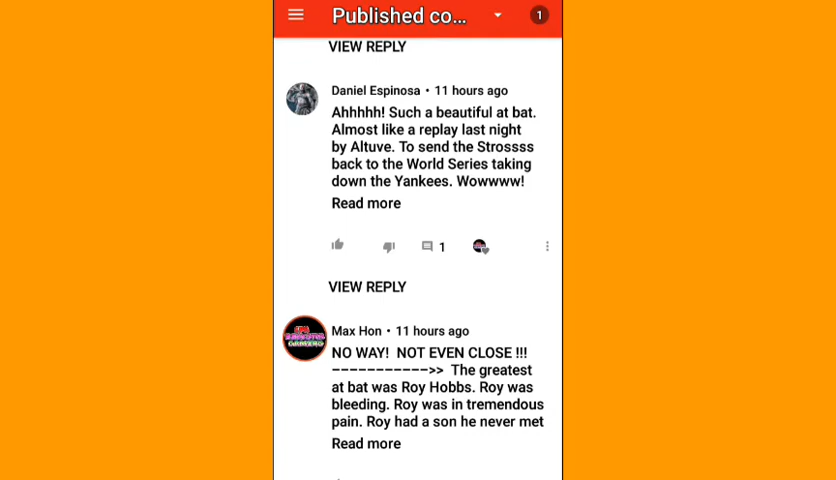 Published co...
1
VIEW REPLY
Daniel Espinosa • 11 hours ago
Ahhhhh! Such a beautiful at bat.
Almost like a replay last night
by Altuve. To send the Strossss
back to the World Series taking
down the Yankees. Wowwww!
Read more
1
VIEW REPLY
Max Hon • 11 hours ago
NO WAY! NOT EVEN CLOSE !!!
−−−−−−−−−−−>> The greatest
at bat was Roy Hobbs. Roy was
bleeding. Roy was in tremendous
pain. Roy had a son he never met
Read more